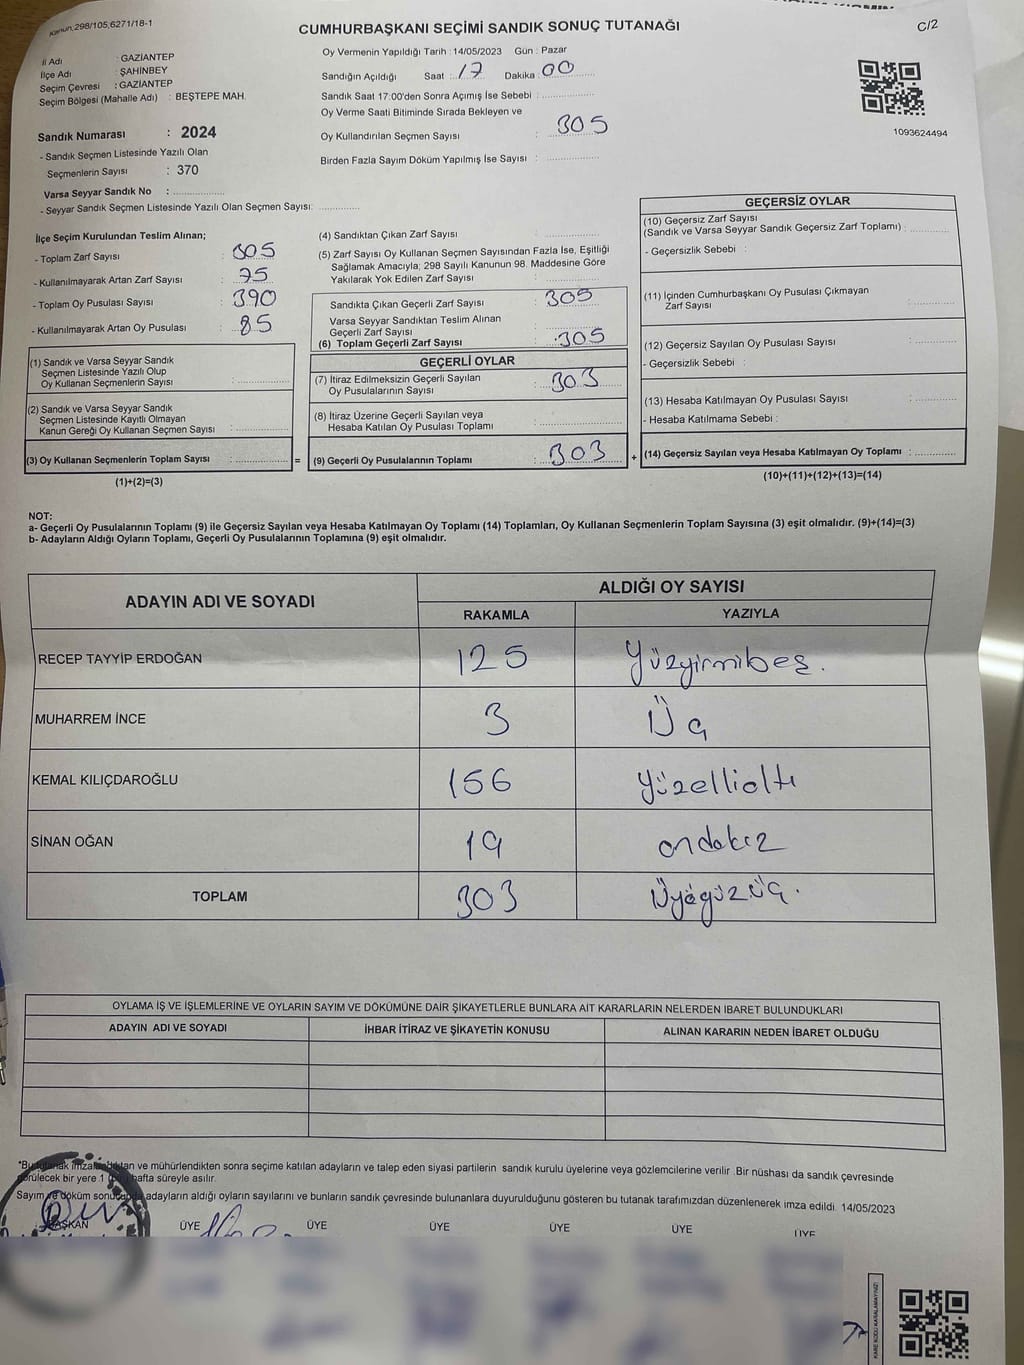 Kanun;298/105;6271/18-1
CUMHURBAŞKANI SEÇİMİ SANDIK SONUÇ TUTANAĞI
C/2
İl Adı : GAZİANTEP
İlçe Adı : ŞAHİNBEY
Seçim Çevresi : GAZİANTEP
Seçim Bölgesi (Mahalle Adı) : BEŞTEPE MAH.
Oy Vermenin Yapıldığı Tarih : 14/05/2023 Gün : Pazar
Sandığın Açıldığı Saat : 17 Dakika : 00
Sandık Saat 17:00'den Sonra Açımış İse Sebebi :
Oy Verme Saati Bitiminde Sırada Bekleyen ve
Oy Kullandırılan Seçmen Sayısı : 305
Birden Fazla Sayım Döküm Yapılmış İse Sayısı :
1093624494
Sandık Numarası : 2024
- Sandık Seçmen Listesinde Yazılı Olan
Seçmenlerin Sayısı : 370
Varsa Seyyar Sandık No :
- Seyyar Sandık Seçmen Listesinde Yazılı Olan Seçmen Sayısı:
İlçe Seçim Kurulundan Teslim Alınan;
- Toplam Zarf Sayısı : 305
- Kullanılmayarak Artan Zarf Sayısı : 75
- Toplam Oy Pusulası Sayısı : 390
- Kullanılmayarak Artan Oy Pusulası : 85
(1) Sandık ve Varsa Seyyar Sandık
Seçmen Listesinde Yazılı Olup
Oy Kullanan Seçmenlerin Sayısı :
(2) Sandık ve Varsa Seyyar Sandık
Seçmen Listesinde Kayıtlı Olmayan
Kanun Gereği Oy Kullanan Seçmen Sayısı :
(3) Oy Kullanan Seçmenlerin Toplam Sayısı : =
(1)+(2)=(3)
(4) Sandıktan Çıkan Zarf Sayısı :
(5) Zarf Sayısı Oy Kullanan Seçmen Sayısından Fazla İse, Eşitliği
Sağlamak Amacıyla; 298 Sayılı Kanunun 98. Maddesine Göre
Yakılarak Yok Edilen Zarf Sayısı :
Sandıkta Çıkan Geçerli Zarf Sayısı : 305
Varsa Seyyar Sandıktan Teslim Alınan
Geçerli Zarf Sayısı :
(6) Toplam Geçerli Zarf Sayısı : 305
GEÇERLİ OYLAR
(7) İtiraz Edilmeksizin Geçerli Sayılan
Oy Pusulalarının Sayısı : 303
(8) İtiraz Üzerine Geçerli Sayılan veya
Hesaba Katılan Oy Pusulası Toplamı :
(9) Geçerli Oy Pusulalarının Toplamı : 303 +
GEÇERSİZ OYLAR
(10) Geçersiz Zarf Sayısı
(Sandık ve Varsa Seyyar Sandık Geçersiz Zarf Toplamı) :
- Geçersizlik Sebebi :
(11) İçinden Cumhurbaşkanı Oy Pusulası Çıkmayan
Zarf Sayısı :
(12) Geçersiz Sayılan Oy Pusulası Sayısı :
- Geçersizlik Sebebi :
(13) Hesaba Katılmayan Oy Pusulası Sayısı :
- Hesaba Katılmama Sebebi :
(14) Geçersiz Sayılan veya Hesaba Katılmayan Oy Toplamı :
(10)+(11)+(12)+(13)=(14)
NOT:
a- Geçerli Oy Pusulalarının Toplamı (9) ile Geçersiz Sayılan veya Hesaba Katılmayan Oy Toplamı (14) Toplamları, Oy Kullanan Seçmenlerin Toplam Sayısına (3) eşit olmalıdır. (9)+(14)=(3)
b- Adayların Aldığı Oyların Toplamı, Geçerli Oy Pusulalarının Toplamına (9) eşit olmalıdır.
ADAYIN ADI VE SOYADI
ALDIĞI OY SAYISI
RAKAMLA YAZIYLA
RECEP TAYYİP ERDOĞAN 125 Yüzyirmibeş.
MUHARREM İNCE 3 Üç
KEMAL KILIÇDAROĞLU 156 yüzellialtı
SİNAN OĞAN 19 ondokız
TOPLAM 303 Üçyüzüç.
OYLAMA İŞ VE İŞLEMLERİNE VE OYLARIN SAYIM VE DÖKÜMÜNE DAİR ŞİKAYETLERLE BUNLARA AİT KARARLARIN NELERDEN İBARET BULUNDUKLARI
ADAYIN ADI VE SOYADI İHBAR İTİRAZ VE ŞİKAYETİN KONUSU ALINAN KARARIN NEDEN İBARET OLDUĞU
*Bu tutanak imzalandıktan ve mühürlendikten sonra seçime katılan adayların ve talep eden siyasi partilerin sandık kurulu üyelerine veya gözlemcilerine verilir .Bir nüshası da sandık çevresinde
görülecek bir yere 1 (bir) hafta süreyle asılır.
Sayım ve döküm sonucunda adayların aldığı oyların sayılarını ve bunların sandık çevresinde bulunanlara duyurulduğunu gösteren bu tutanak tarafımızdan düzenlenerek imza edildi. 14/05/2023
BAŞKAN ÜYE ÜYE ÜYE ÜYE ÜYE ÜYE
KARE KODU KARALAMAYINIZ!